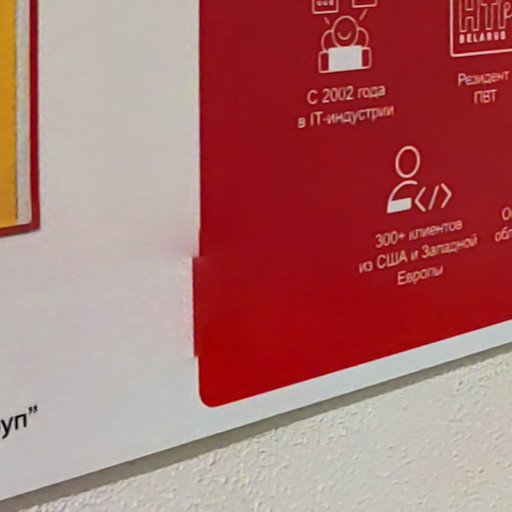 HTP
BELARUS
С 2002 года
в IT-индустрии
Резидент
ПВТ
300+ клиентов
из США и Западной
Европы
уп”